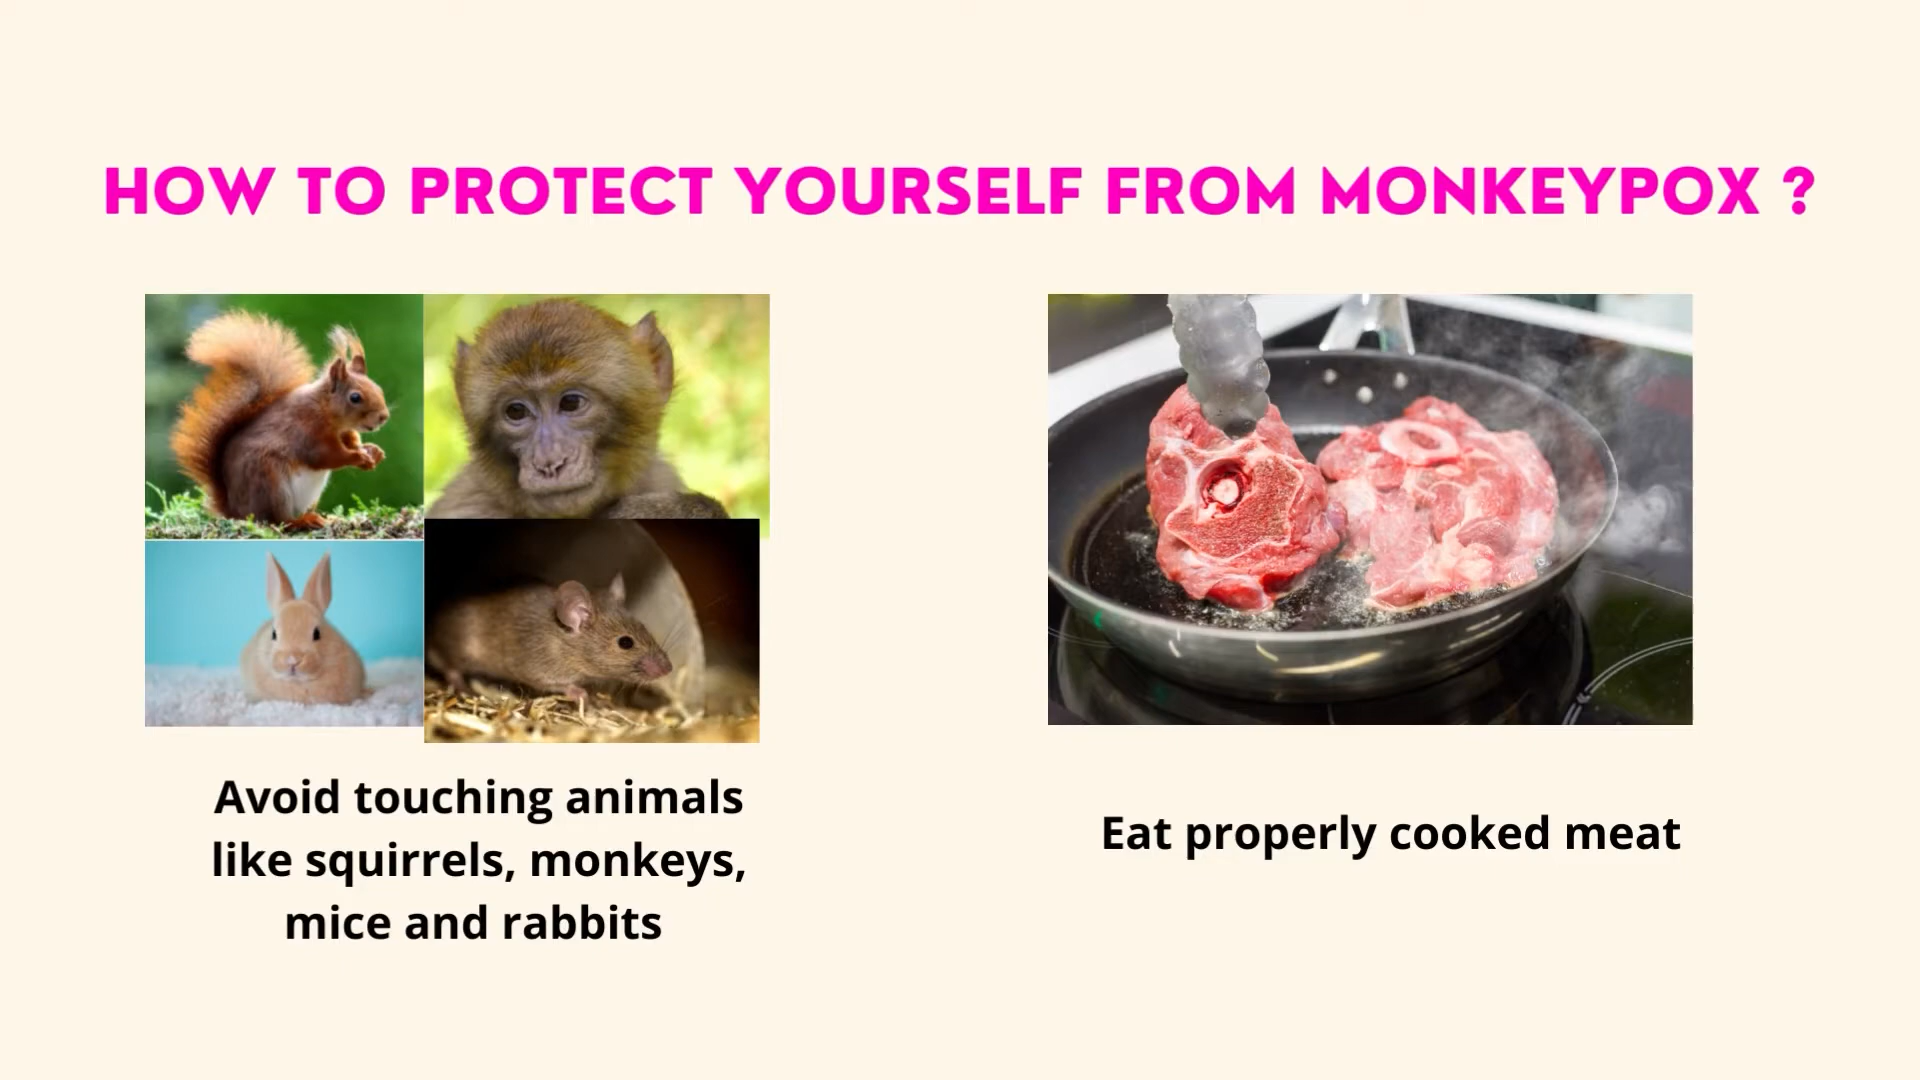 HOW TO PROTECT YOURSELF FROM MONKEYPOX ?
Avoid touching animals
like squirrels, monkeys,
mice and rabbits
Eat properly cooked meat